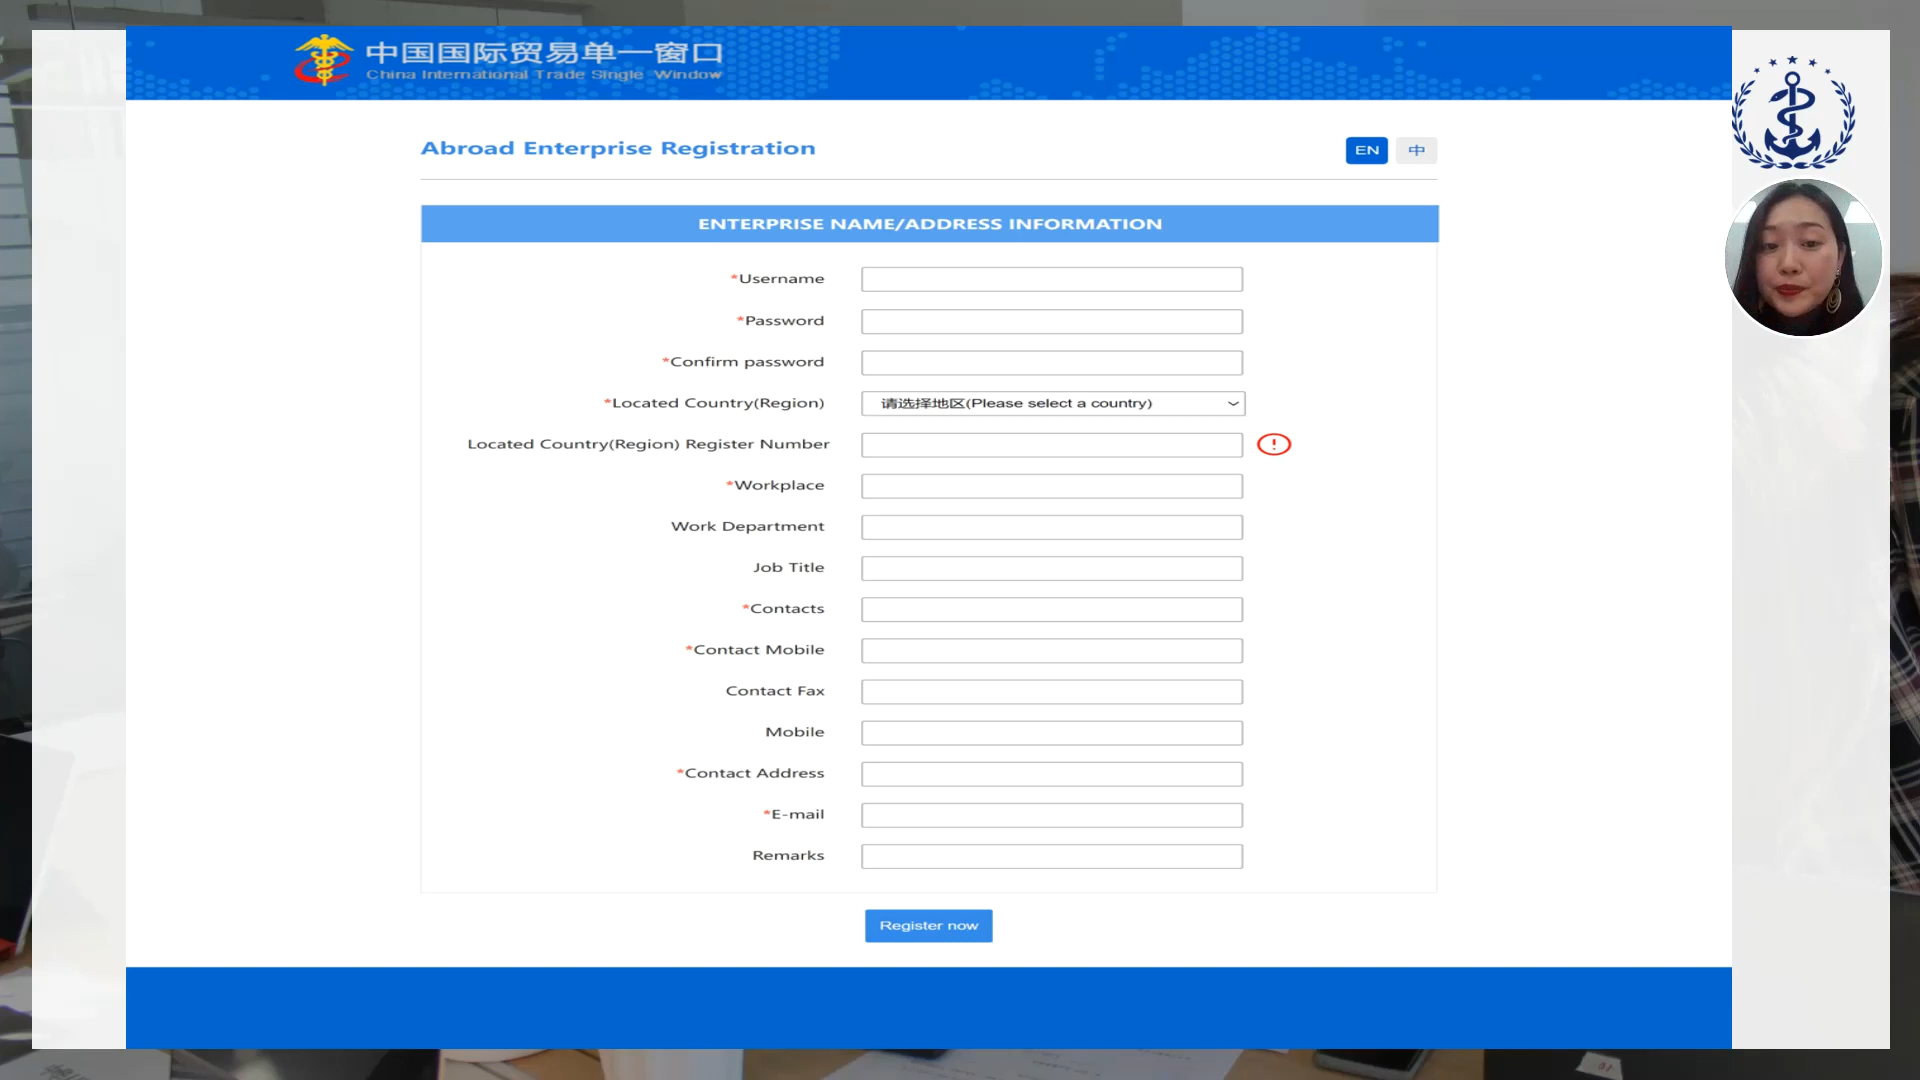 中国国际贸易单一窗口
China International Trade Single Window
Abroad Enterprise Registration
EN 中
ENTERPRISE NAME/ADDRESS INFORMATION
*Username
*Password
*Confirm password
*Located Country(Region) 请选择地区(Please select a country)
Located Country(Region) Register Number !
*Workplace
Work Department
Job Title
*Contacts
*Contact Mobile
Contact Fax
Mobile
*Contact Address
*E-mail
Remarks
Register now